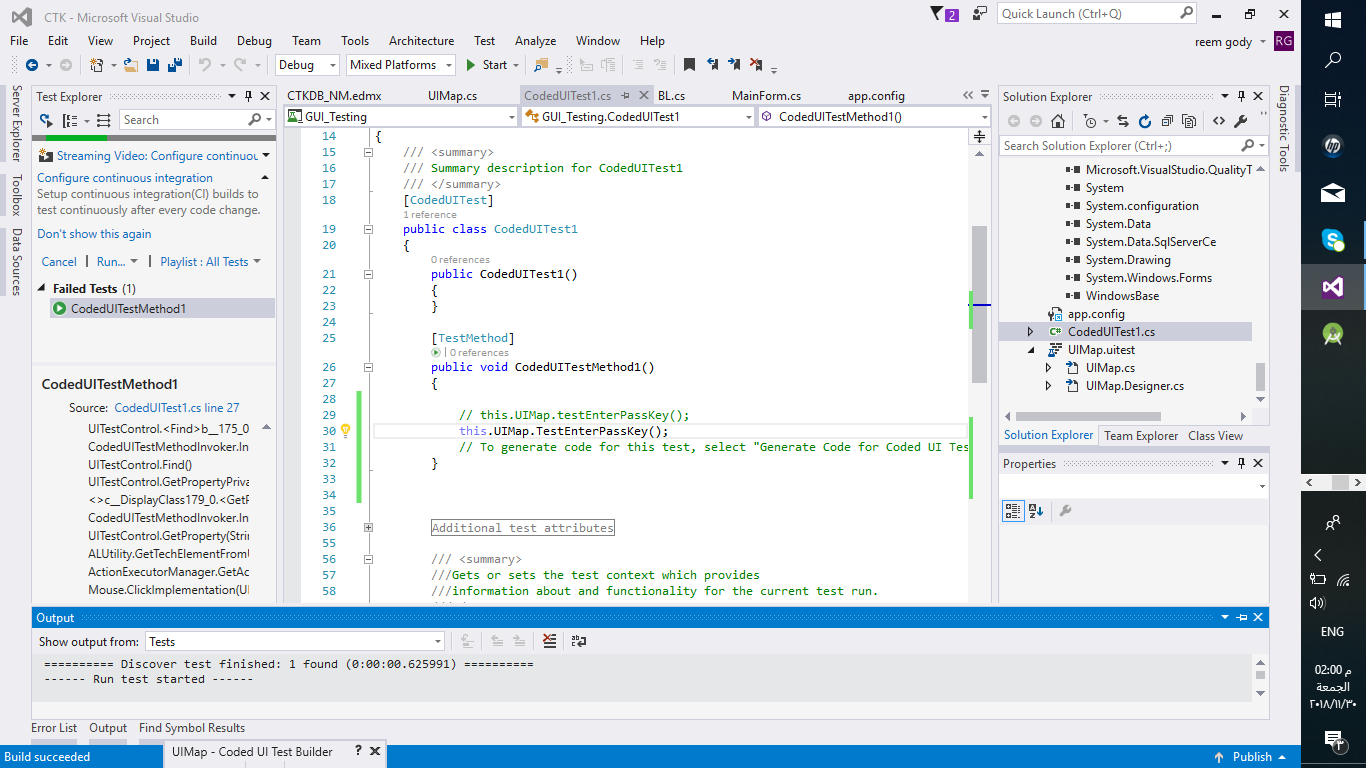 CTK - Microsoft Visual Studio
2
Quick Launch (Ctrl+Q)
File Edit View Project Build Debug Team Tools Architecture Test Analyze Window Help
reem gody RG
Debug Mixed Platforms Start
Server Explorer
Toolbox
Data Sources
Test Explorer
Search
Streaming Video: Configure continuou
Configure continuous integration
Setup continuous integration(CI) builds to
test continuously after every code change.
Don't show this again
Cancel | Run... | Playlist : All Tests
Failed Tests (1)
CodedUITestMethod1
CodedUITestMethod1
Source: CodedUITest1.cs line 27
UITestControl.<Find>b__175_0
CodedUITestMethodInvoker.In
UITestControl.Find()
UITestControl.GetPropertyPriva
<>c__DisplayClass179_0.<GetP
CodedUITestMethodInvoker.In
UITestControl.GetProperty(Strin
ALUtility.GetTechElementFromU
ActionExecutorManager.GetAc
Mouse.ClickImplementation(UI
CTKDB_NM.edmx UIMap.cs CodedUITest1.cs BL.cs MainForm.cs app.config
GUI_Testing GUI_Testing.CodedUITest1 CodedUITestMethod1()
14 {
15 /// <summary>
16 /// Summary description for CodedUITest1
17 /// </summary>
18 [CodedUITest]
1 reference
19 public class CodedUITest1
20 {
0 references
21 public CodedUITest1()
22 {
23 }
24
25 [TestMethod]
| 0 references
26 public void CodedUITestMethod1()
27 {
28
29 // this.UIMap.testEnterPassKey();
30 this.UIMap.TestEnterPassKey();
31 // To generate code for this test, select "Generate Code for Coded UI Tes
32 }
33
34
35
36 Additional test attributes
55
56 /// <summary>
57 ///Gets or sets the test context which provides
58 ///information about and functionality for the current test run.
Solution Explorer
Search Solution Explorer (Ctrl+;)
Microsoft.VisualStudio.QualityT
System
System.configuration
System.Data
System.Data.SqlServerCe
System.Drawing
System.Windows.Forms
WindowsBase
app.config
C# CodedUITest1.cs
UIMap.uitest
UIMap.cs
UIMap.Designer.cs
Solution Explorer Team Explorer Class View
Properties
Diagnostic Tools
Output
Show output from: Tests
========== Discover test finished: 1 found (0:00:00.625991) ==========
------ Run test started ------
Error List Output Find Symbol Results
Build succeeded
UIMap - Coded UI Test Builder ?
Publish
hp
ENG
02:00 م
الجمعة
٢٠١٨/١١/٣٠
٣